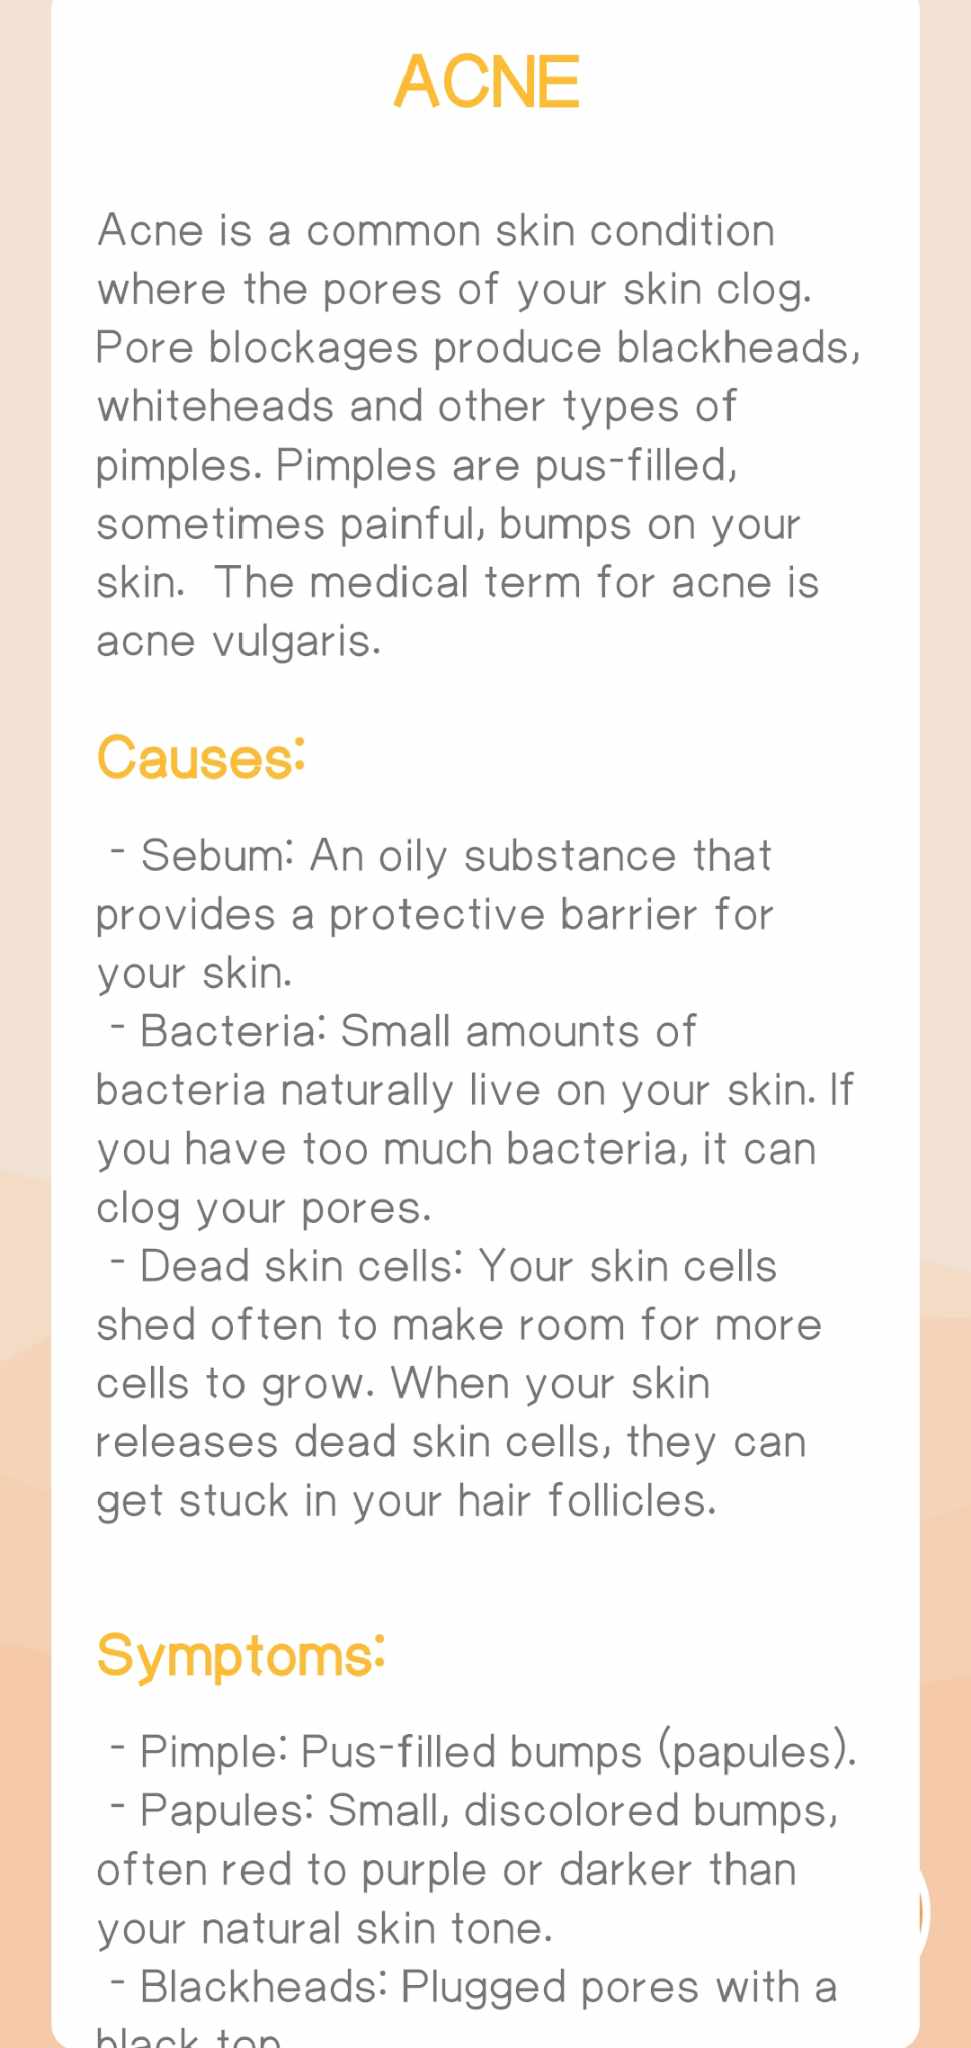 ACNE
Acne is a common skin condition
where the pores of your skin clog.
Pore blockages produce blackheads,
whiteheads and other types of
pimples. Pimples are pus-filled,
sometimes painful, bumps on your
skin.  The medical term for acne is
acne vulgaris.
Causes:
- Sebum: An oily substance that
provides a protective barrier for
your skin.
- Bacteria: Small amounts of
bacteria naturally live on your skin. If
you have too much bacteria, it can
clog your pores.
- Dead skin cells: Your skin cells
shed often to make room for more
cells to grow. When your skin
releases dead skin cells, they can
get stuck in your hair follicles.
Symptoms:
- Pimple: Pus-filled bumps (papules).
- Papules: Small, discolored bumps,
often red to purple or darker than
your natural skin tone.
- Blackheads: Plugged pores with a
black top